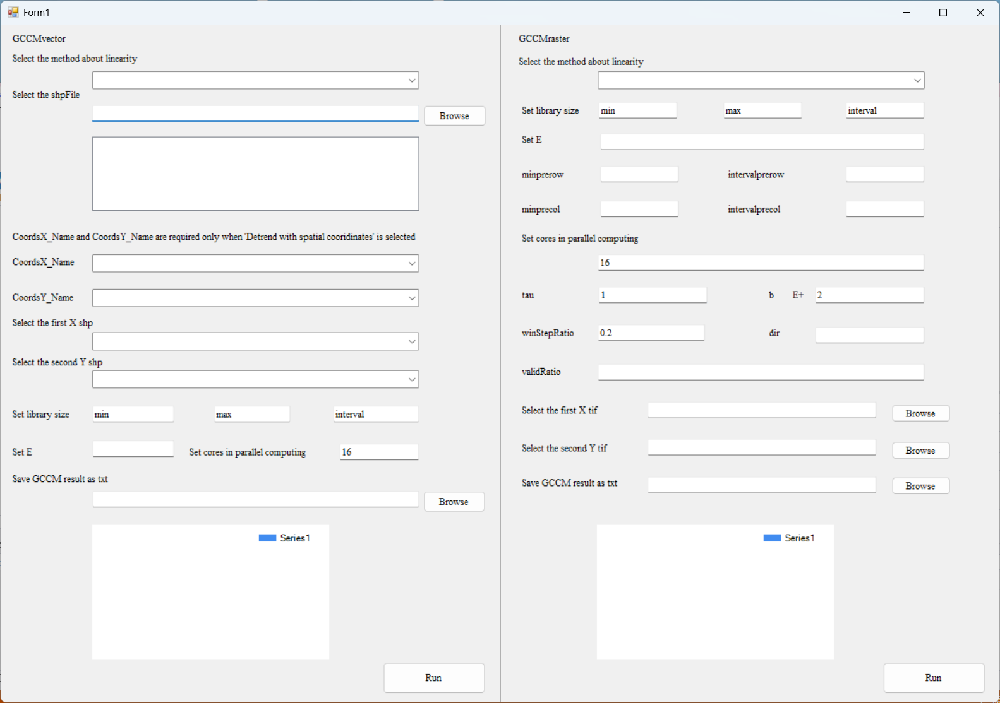 Form1
GCCMvector
Select the method about linearity
Select the shpFile
Browse
CoordsX_Name and CoordsY_Name are required only when 'Detrend with spatial cooridinates' is selected
CoordsX_Name
CoordsY_Name
Select the first X shp
Select the second Y shp
Set library size min max interval
Set E Set cores in parallel computing 16
Save GCCM result as txt
Browse
Series1
Run
GCCMraster
Select the method about linearity
Set library size min max interval
Set E
minprerow intervalprerow
minprecol intervalprecol
Set cores in parallel computing
16
tau 1 b E+ 2
winStepRatio 0.2 dir
validRatio
Select the first X tif Browse
Select the second Y tif Browse
Save GCCM result as txt Browse
Series1
Run